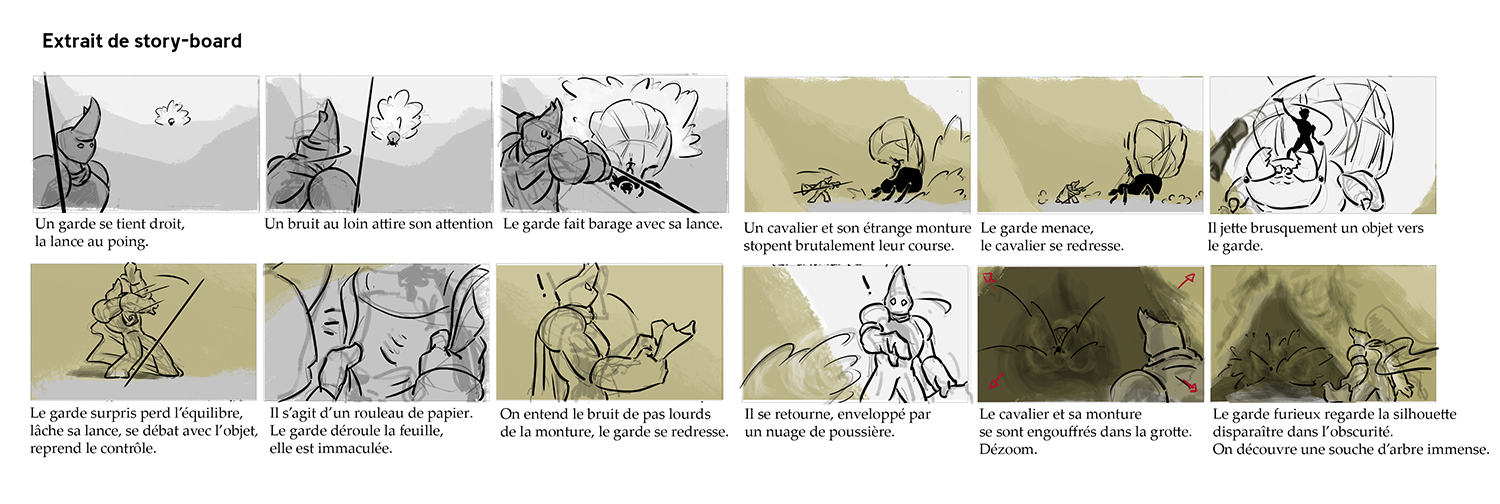 Extrait de story-board
Un garde se tient droit,
la lance au poing.
Un bruit au loin attire son attention
Le garde fait barage avec sa lance.
Un cavalier et son étrange monture
stopent brutalement leur course.
Le garde menace,
le cavalier se redresse.
Il jette brusquement un objet vers
le garde.
!
!
Le garde surpris perd l'équilibre,
lâche sa lance, se débat avec l'objet,
reprend le contrôle.
Il s'agit d'un rouleau de papier.
Le garde déroule la feuille,
elle est immaculée.
On entend le bruit de pas lourds
de la monture, le garde se redresse.
Il se retourne, enveloppé par
un nuage de poussière.
Le cavalier et sa monture
se sont engouffrés dans la grotte.
Dézoom.
Le garde furieux regarde la silhouette
disparaître dans l'obscurité.
On découvre une souche d'arbre immense.